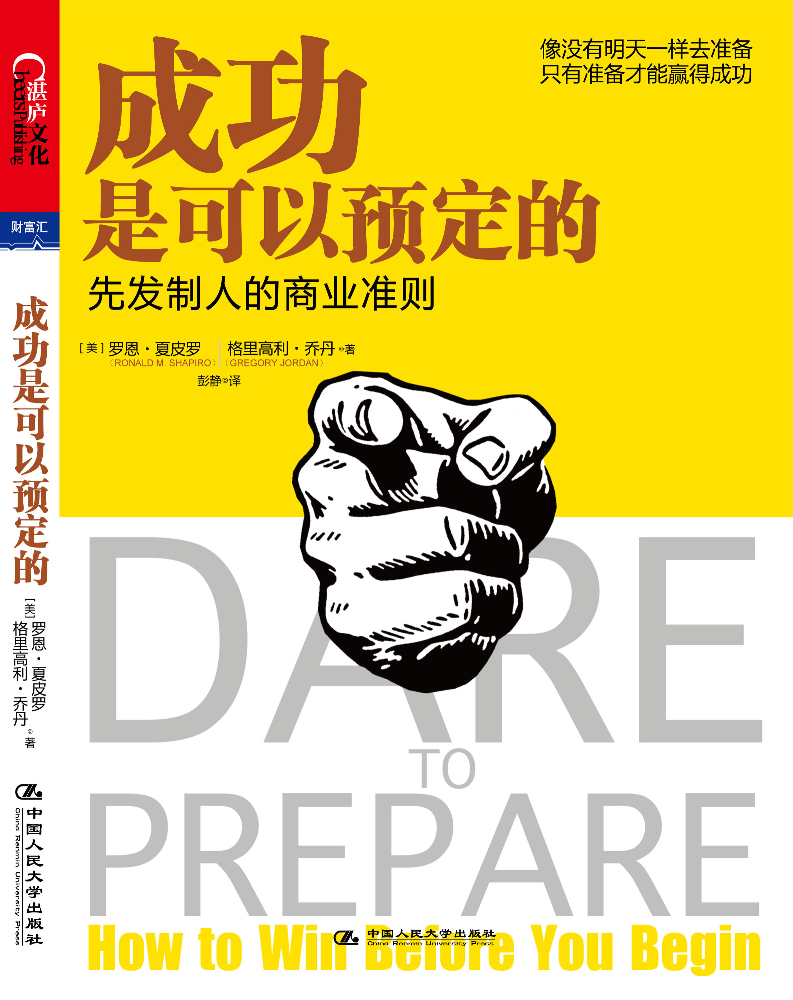 Cheers Publishing
湛庐文化
财富汇
成功是可以预定的
[美]
罗恩·夏皮罗
格里高利·乔丹
◎著
中国人民大学出版社
China Renmin University Press
像没有明天一样去准备
只有准备才能赢得成功
成功
是可以预定的
先发制人的商业准则
[美] 罗恩·夏皮罗 格里高利·乔丹 ◎著
(RONALD M. SHAPIRO) (GREGORY JORDAN)
彭静◎译
DARE
TO
PREPARE
How to Win Before You Begin
中国人民大学出版社
China Renmin University Press